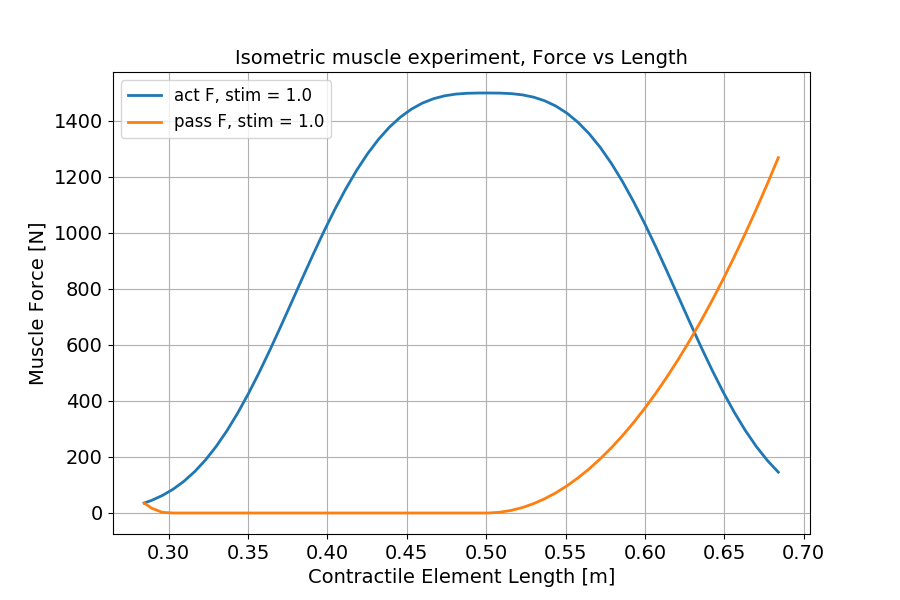 Isometric muscle experiment, Force vs Length
act F, stim = 1.0
pass F, stim = 1.0
Muscle Force [N]
1400
1200
1000
800
600
400
200
0
0.30 0.35 0.40 0.45 0.50 0.55 0.60 0.65 0.70
Contractile Element Length [m]